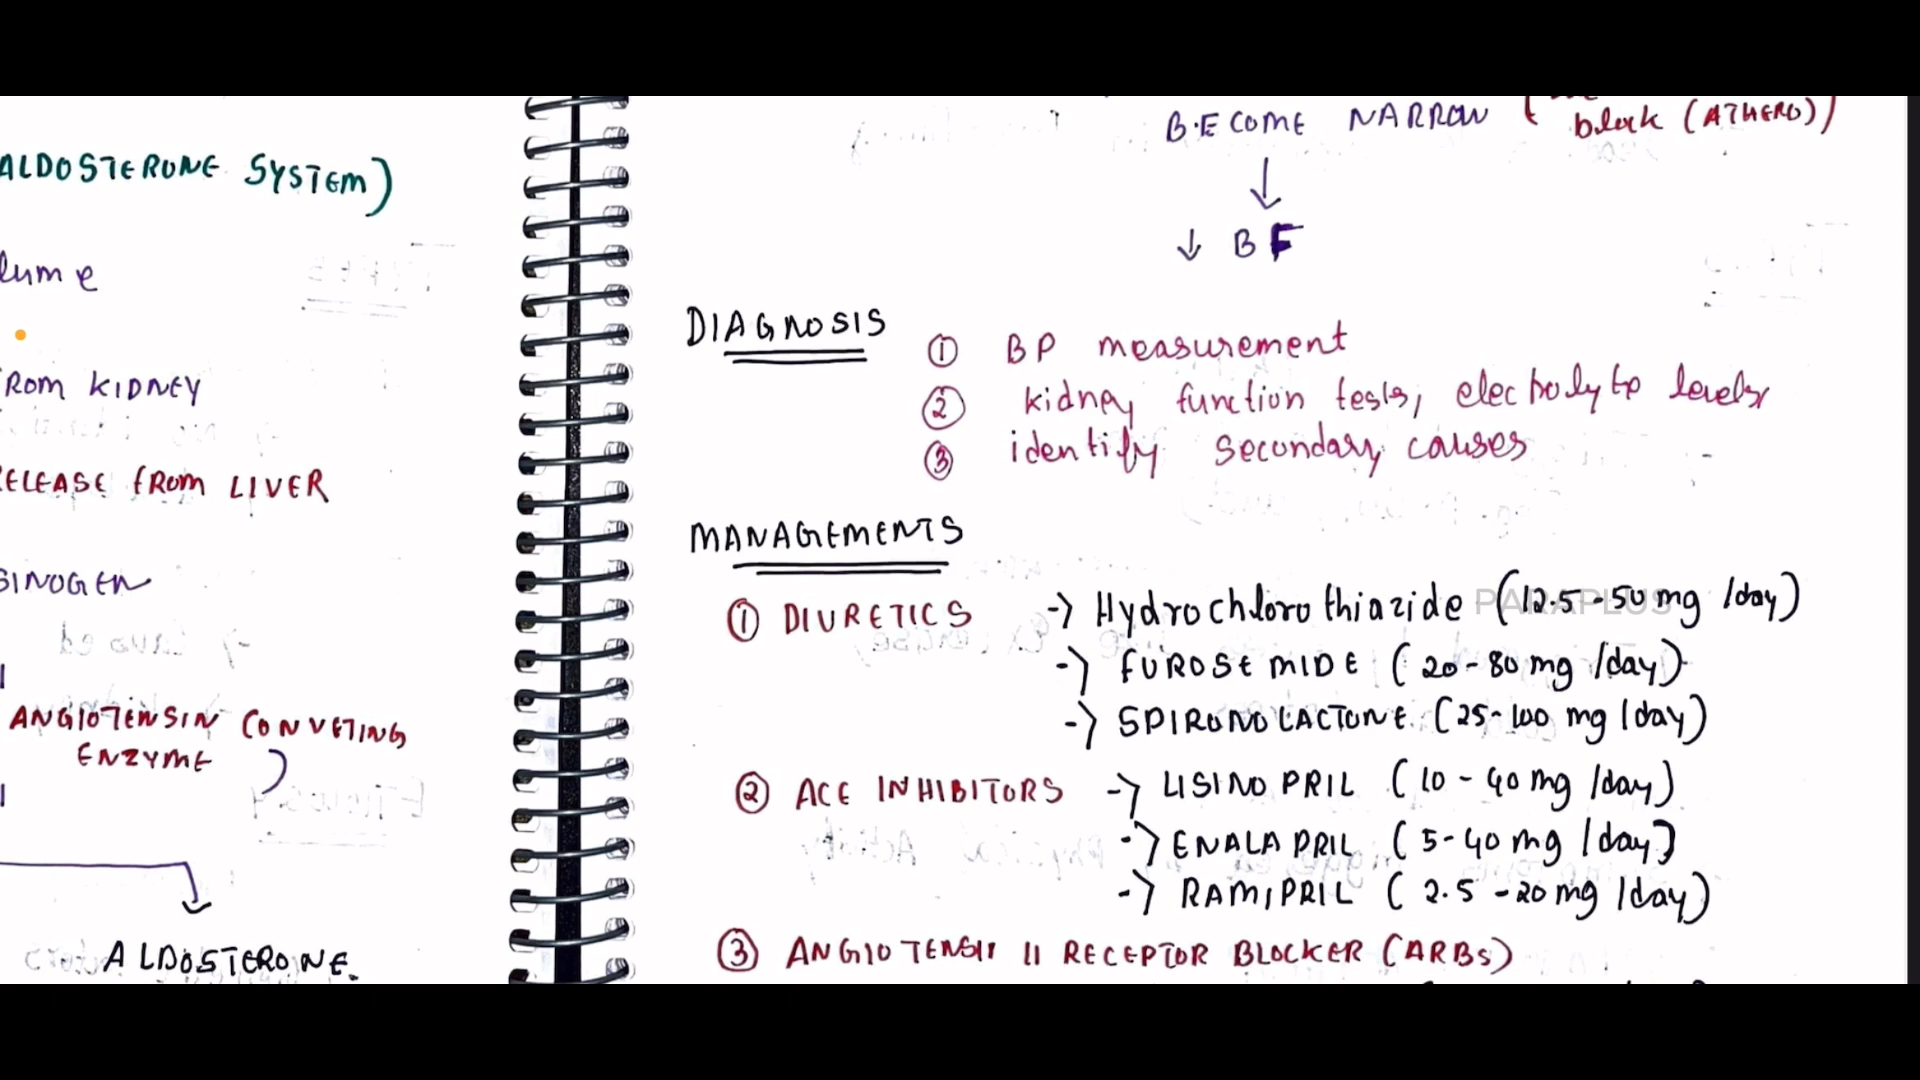 ALDOSTERONE SYSTEM)
lume
ROM KIDNEY
ELEASE FROM LIVER
SINOGEN
ANGIOTENSIN CONVETING
ENZYME
ALDOSTERONE.
B.ECOME NARROW
block (ATHERO))
↓ BF
DIAGNOSIS
① BP measurement
② kidney function tests, electrolyte levels
③ identify secondary causes
MANAGEMENTS
① DIURETICS -> Hydrochlorothiazide (12.5-50 mg /day)
PARAPLUS
-> FUROSEMIDE (20-80 mg /day)
-> SPIRONOLACTONE (25-100 mg /day)
② ACE INHIBITORS -> LISINOPRIL (10-40 mg /day)
-> ENALAPRIL (5-40 mg /day)
-> RAMIPRIL (2.5-20 mg /day)
③ ANGIOTENSII II RECEPTOR BLOCKER (ARBs)